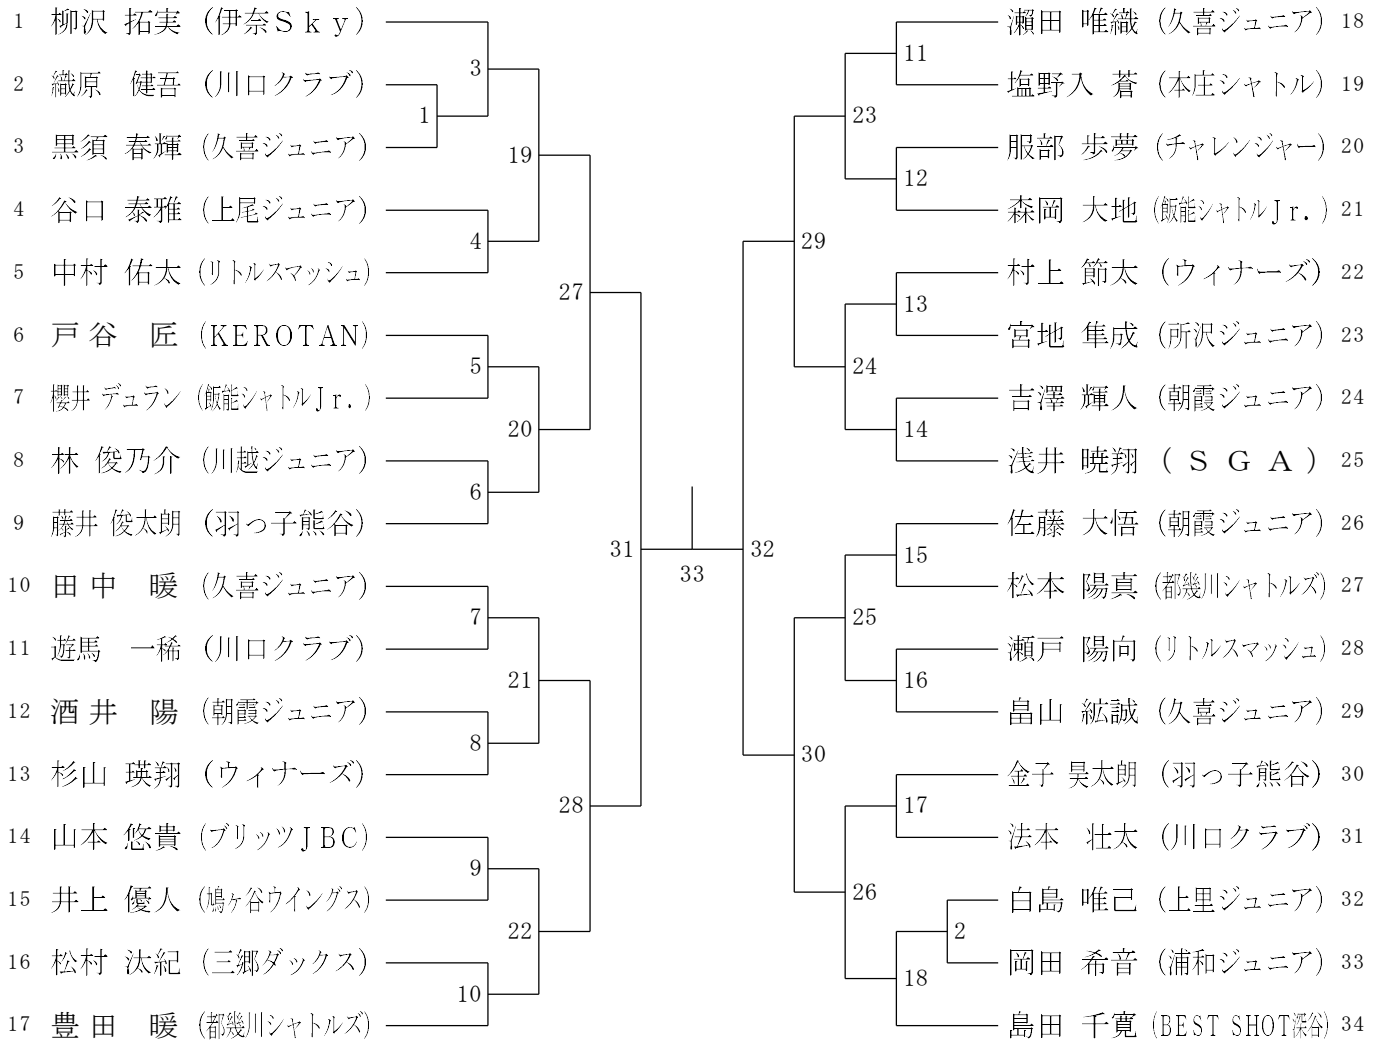 1 柳沢 拓実 (伊奈Ｓｋｙ)
2 織原 健吾 (川口クラブ)
3 黒須 春輝 (久喜ジュニア)
4 谷口 泰雅 (上尾ジュニア)
5 中村 佑太 (リトルスマッシュ)
6 戸谷 匠 (KEROTAN)
7 櫻井 デュラン (飯能シャトルＪｒ．)
8 林 俊乃介 (川越ジュニア)
9 藤井 俊太朗 (羽っ子熊谷)
10 田中 暖 (久喜ジュニア)
11 遊馬 一稀 (川口クラブ)
12 酒井 陽 (朝霞ジュニア)
13 杉山 瑛翔 (ウィナーズ)
14 山本 悠貴 (ブリッツJBC)
15 井上 優人 (鳩ヶ谷ウイングス)
16 松村 汰紀 (三郷ダックス)
17 豊田 暖 (都幾川シャトルズ)
3
1
19
4
27
5
20
6
31
7
21
8
28
9
22
10
33
32
11
23
12
29
13
24
14
15
25
16
30
17
26
2
18
瀨田 唯織 (久喜ジュニア) 18
塩野入 蒼 (本庄シャトル) 19
服部 歩夢 (チャレンジャー) 20
森岡 大地 (飯能シャトルＪｒ．) 21
村上 節太 (ウィナーズ) 22
宮地 隼成 (所沢ジュニア) 23
吉澤 輝人 (朝霞ジュニア) 24
浅井 暁翔 (ＳＧＡ) 25
佐藤 大悟 (朝霞ジュニア) 26
松本 陽真 (都幾川シャトルズ) 27
瀬戸 陽向 (リトルスマッシュ) 28
畠山 絋誠 (久喜ジュニア) 29
金子 昊太朗 (羽っ子熊谷) 30
法本 壮太 (川口クラブ) 31
白島 唯己 (上里ジュニア) 32
岡田 希音 (浦和ジュニア) 33
島田 千寛 (BEST SHOT深谷) 34